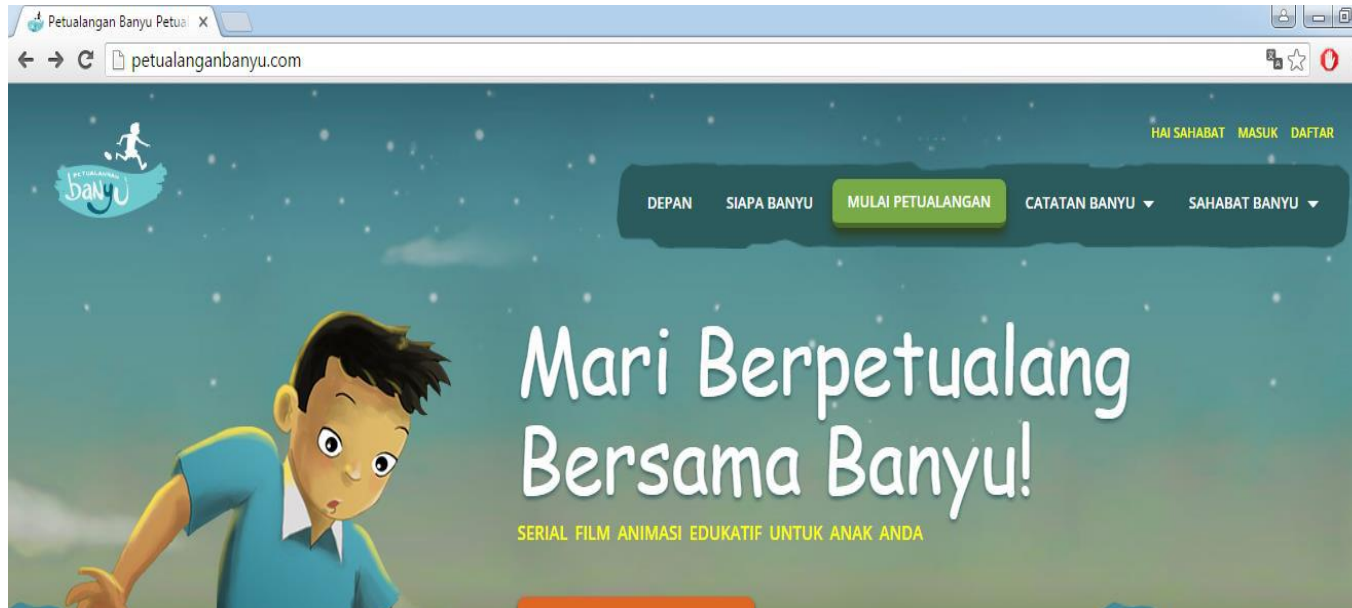 Petualangan Banyu Petua
petualanganbanyu.com
HAI SAHABAT MASUK DAFTAR
PETUALANGAN
banyu
DEPAN SIAPA BANYU MULAI PETUALANGAN CATATAN BANYU SAHABAT BANYU
Mari Berpetualang
Bersama Banyu!
SERIAL FILM ANIMASI EDUKATIF UNTUK ANAK ANDA